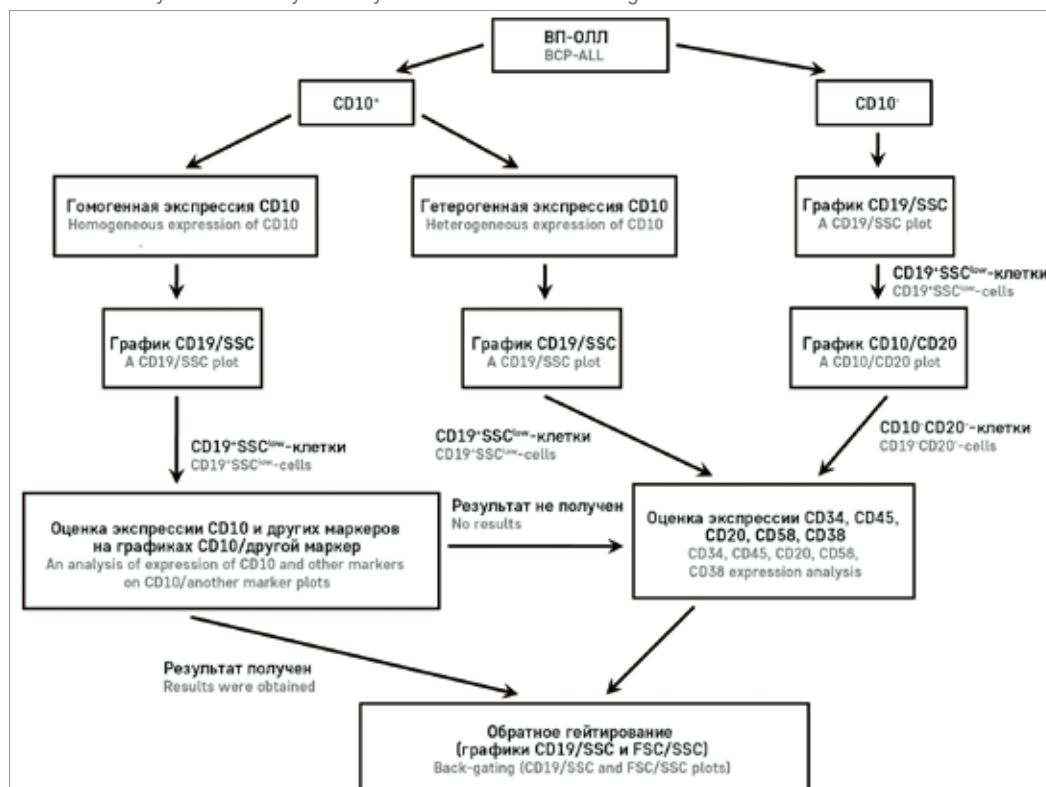 ВП-ОЛЛ
BCP-ALL
CD10⁺
CD10⁻
Гомогенная экспрессия CD10
Homogeneous expression of CD10
Гетерогенная экспрессия CD10
Heterogeneous expression of CD10
График CD19/SSC
A CD19/SSC plot
CD19⁺SSCˡᵒʷ-клетки
CD19⁺SSCˡᵒʷ-cells
График CD19/SSC
A CD19/SSC plot
График CD19/SSC
A CD19/SSC plot
График CD10/CD20
A CD10/CD20 plot
CD19⁺SSCˡᵒʷ-клетки
CD19⁺SSCˡᵒʷ-cells
CD19⁺SSCˡᵒʷ-клетки
CD19⁺SSCˡᵒʷ-cells
CD10⁻CD20⁻-клетки
CD19⁻CD20⁻-cells
Оценка экспрессии CD10 и других маркеров
на графиках CD10/другой маркер
An analysis of expression of CD10 and other markers
on CD10/another marker plots
Результат не получен
No results
Оценка экспрессии CD34, CD45,
CD20, CD58, CD38
CD34, CD45, CD20, CD58,
CD38 expression analysis
Результат получен
Results were obtained
Обратное гейтирование
(графики CD19/SSC и FSC/SSC)
Back-gating (CD19/SSC and FSC/SSC plots)